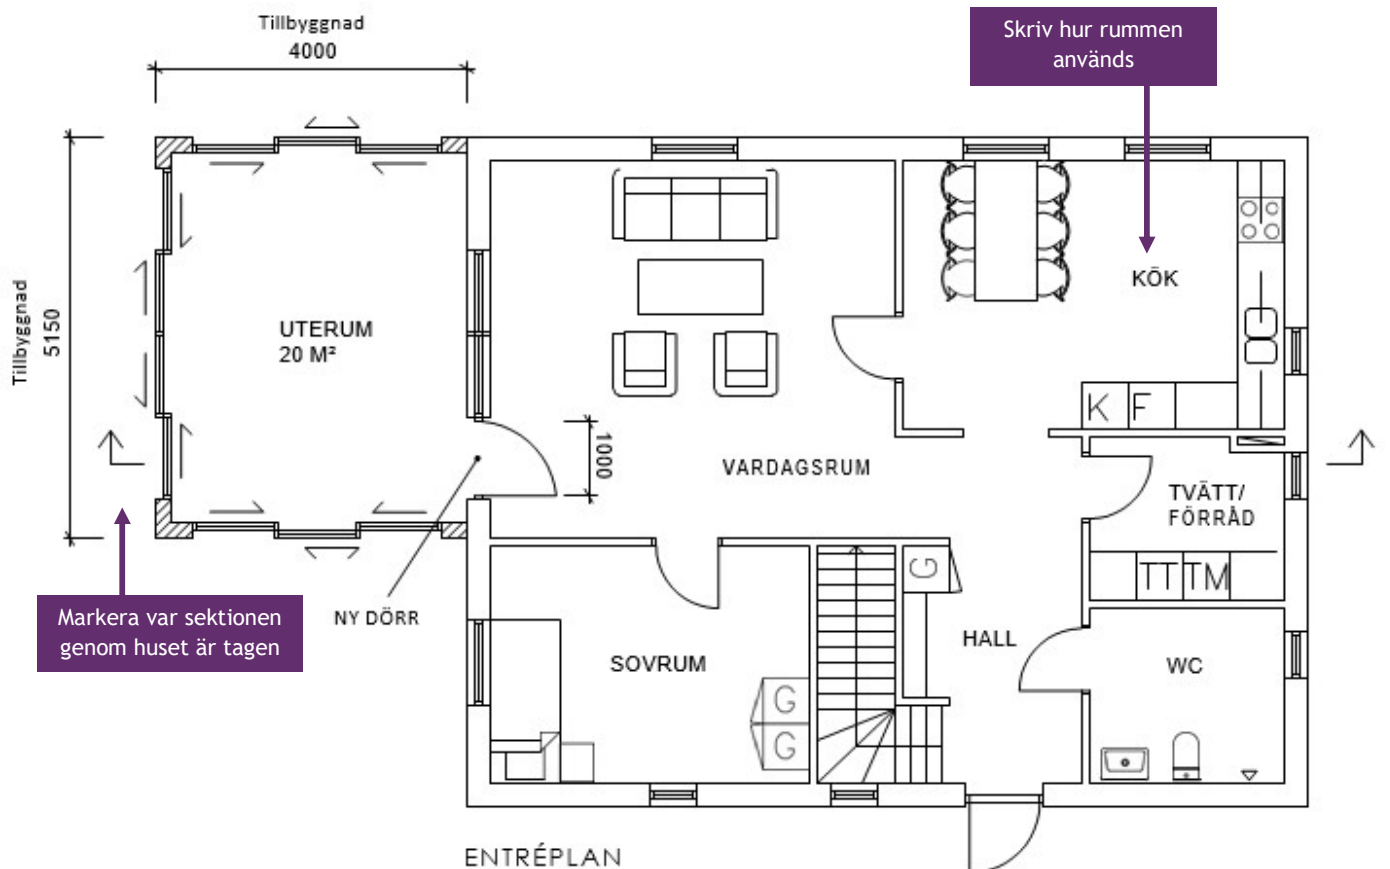 Tillbyggnad
4000
Skriv hur rummen
används
Tillbyggnad
5150
UTERUM
20 M²
KÖK
K
F
1000
VARDAGSRUM
TVÄTT/
FÖRRÅD
TT
TM
G
Markera var sektionen
genom huset är tagen
NY DÖRR
SOVRUM
HALL
WC
G
G
ENTRÉPLAN